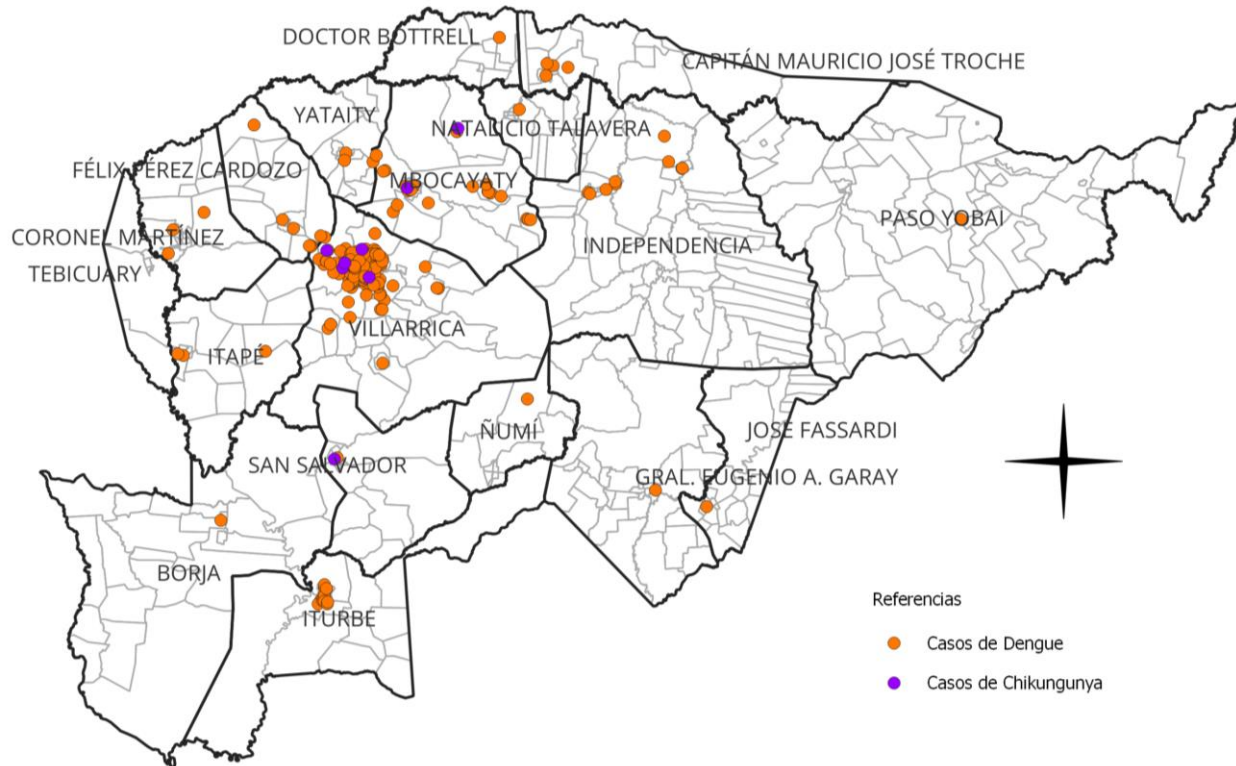 DOCTOR BOTTRELL
CAPITÁN MAURICIO JOSÉ TROCHE
YATAITY
NATALICIO TALAVERA
FÉLIX PÉREZ CARDOZO
MBOCAYATY
PASO YOBAI
CORONEL MARTÍNEZ
INDEPENDENCIA
TEBICUARY
VILLARRICA
ITAPÉ
ÑUMÍ
JOSE FASSARDI
SAN SALVADOR
GRAL. EUGENIO A. GARAY
BORJA
ITURBE
Referencias
Casos de Dengue
Casos de Chikungunya